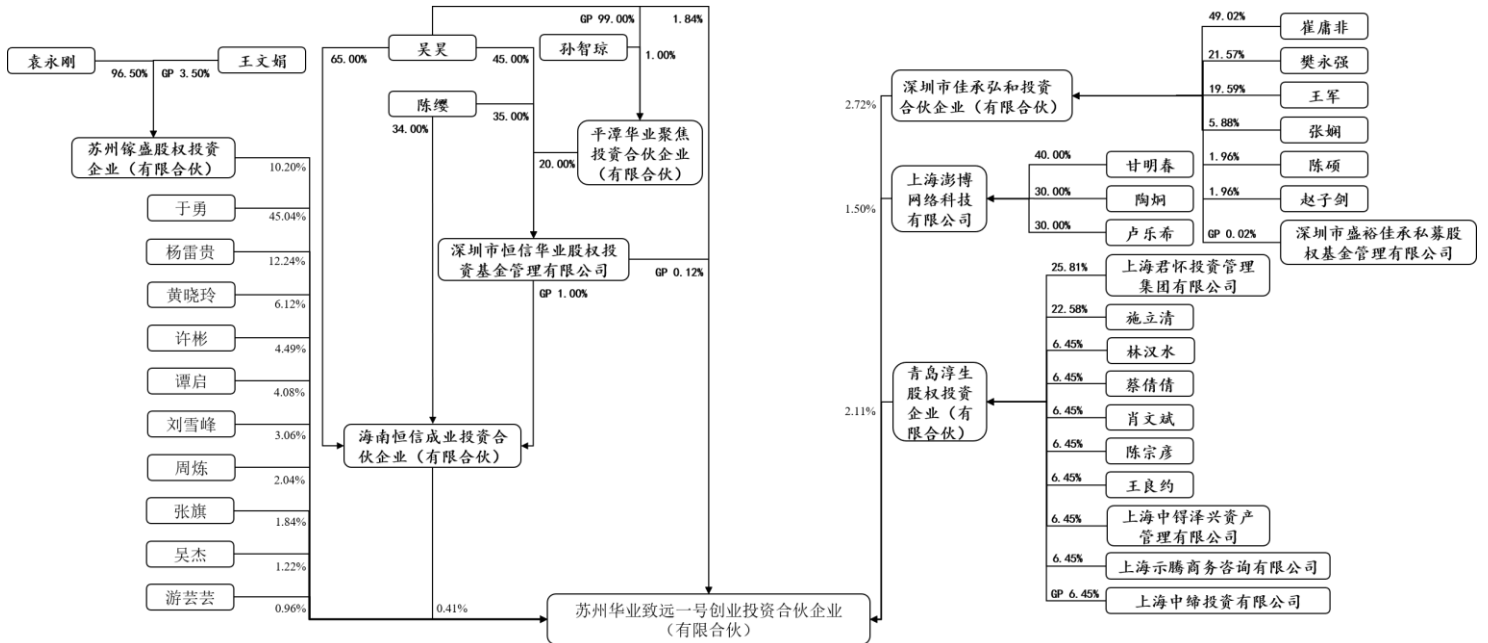 袁永刚
王文娟
96.50%
GP 3.50%
苏州镓盛股权投资
企业（有限合伙）
10.20%
于勇
45.04%
杨雷贵
12.24%
黄晓玲
6.12%
许彬
4.49%
谭启
4.08%
刘雪峰
3.06%
周炼
2.04%
张旗
1.84%
吴杰
1.22%
游芸芸
0.96%
GP 99.00%
1.84%
吴昊
孙智琼
65.00%
45.00%
1.00%
陈缨
34.00%
35.00%
平潭华业聚焦
投资合伙企业
（有限合伙）
20.00%
深圳市恒信华业股权投
资基金管理有限公司
GP 0.12%
GP 1.00%
海南恒信成业投资合
伙企业（有限合伙）
0.41%
苏州华业致远一号创业投资合伙企业
（有限合伙）
2.72%
深圳市佳承弘和投资
合伙企业（有限合伙）
49.02%
崔庸非
21.57%
樊永强
19.59%
王军
5.88%
张娴
1.96%
陈硕
1.96%
赵子剑
GP 0.02%
深圳市盛裕佳承私募股
权基金管理有限公司
1.50%
上海澎博
网络科技
有限公司
40.00%
甘明春
30.00%
陶炯
30.00%
卢乐希
2.11%
青岛淳生
股权投资
企业（有
限合伙）
25.81%
上海君怀投资管理
集团有限公司
22.58%
施立清
6.45%
林汉水
6.45%
蔡倩倩
6.45%
肖文斌
6.45%
陈宗彦
6.45%
王良约
6.45%
上海中锝泽兴资产
管理有限公司
6.45%
上海示腾商务咨询有限公司
GP 6.45%
上海中缔投资有限公司